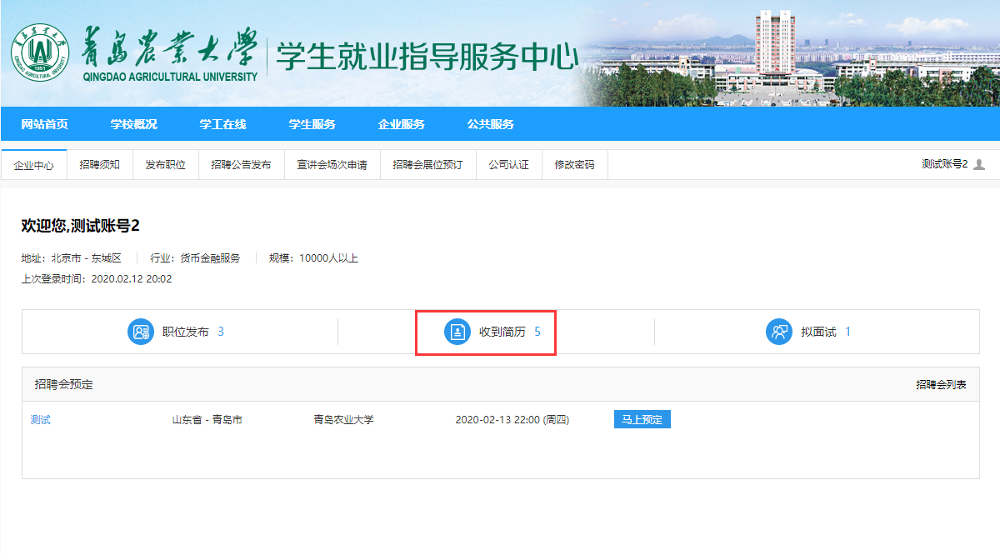 青岛农业大学 学生就业指导服务中心
QINGDAO AGRICULTURAL UNIVERSITY
网站首页 学校概况 学工在线 学生服务 企业服务 公共服务
企业中心 招聘须知 发布职位 招聘公告发布 宣讲会场次申请 招聘会展位预订 公司认证 修改密码 测试账号2
欢迎您,测试账号2
地址：北京市 - 东城区 行业：货币金融服务 规模：10000人以上
上次登录时间：2020.02.12 20:02
职位发布 3 收到简历 5 拟面试 1
招聘会预定 招聘会列表
测试 山东省 - 青岛市 青岛农业大学 2020-02-13 22:00 (周四) 马上预定